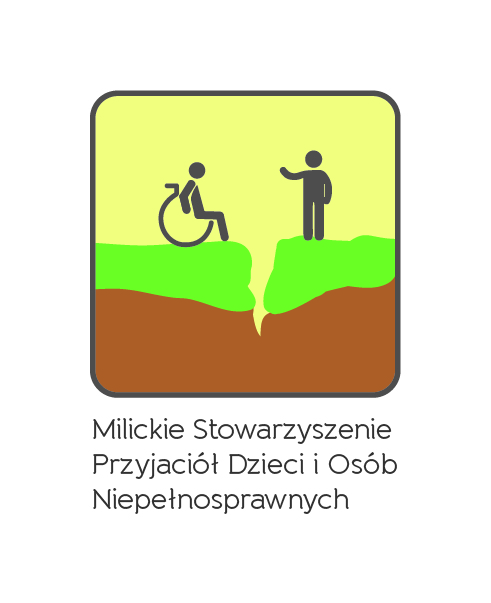 Milickie Stowarzyszenie
Przyjaciół Dzieci i Osób
Niepełnosprawnych